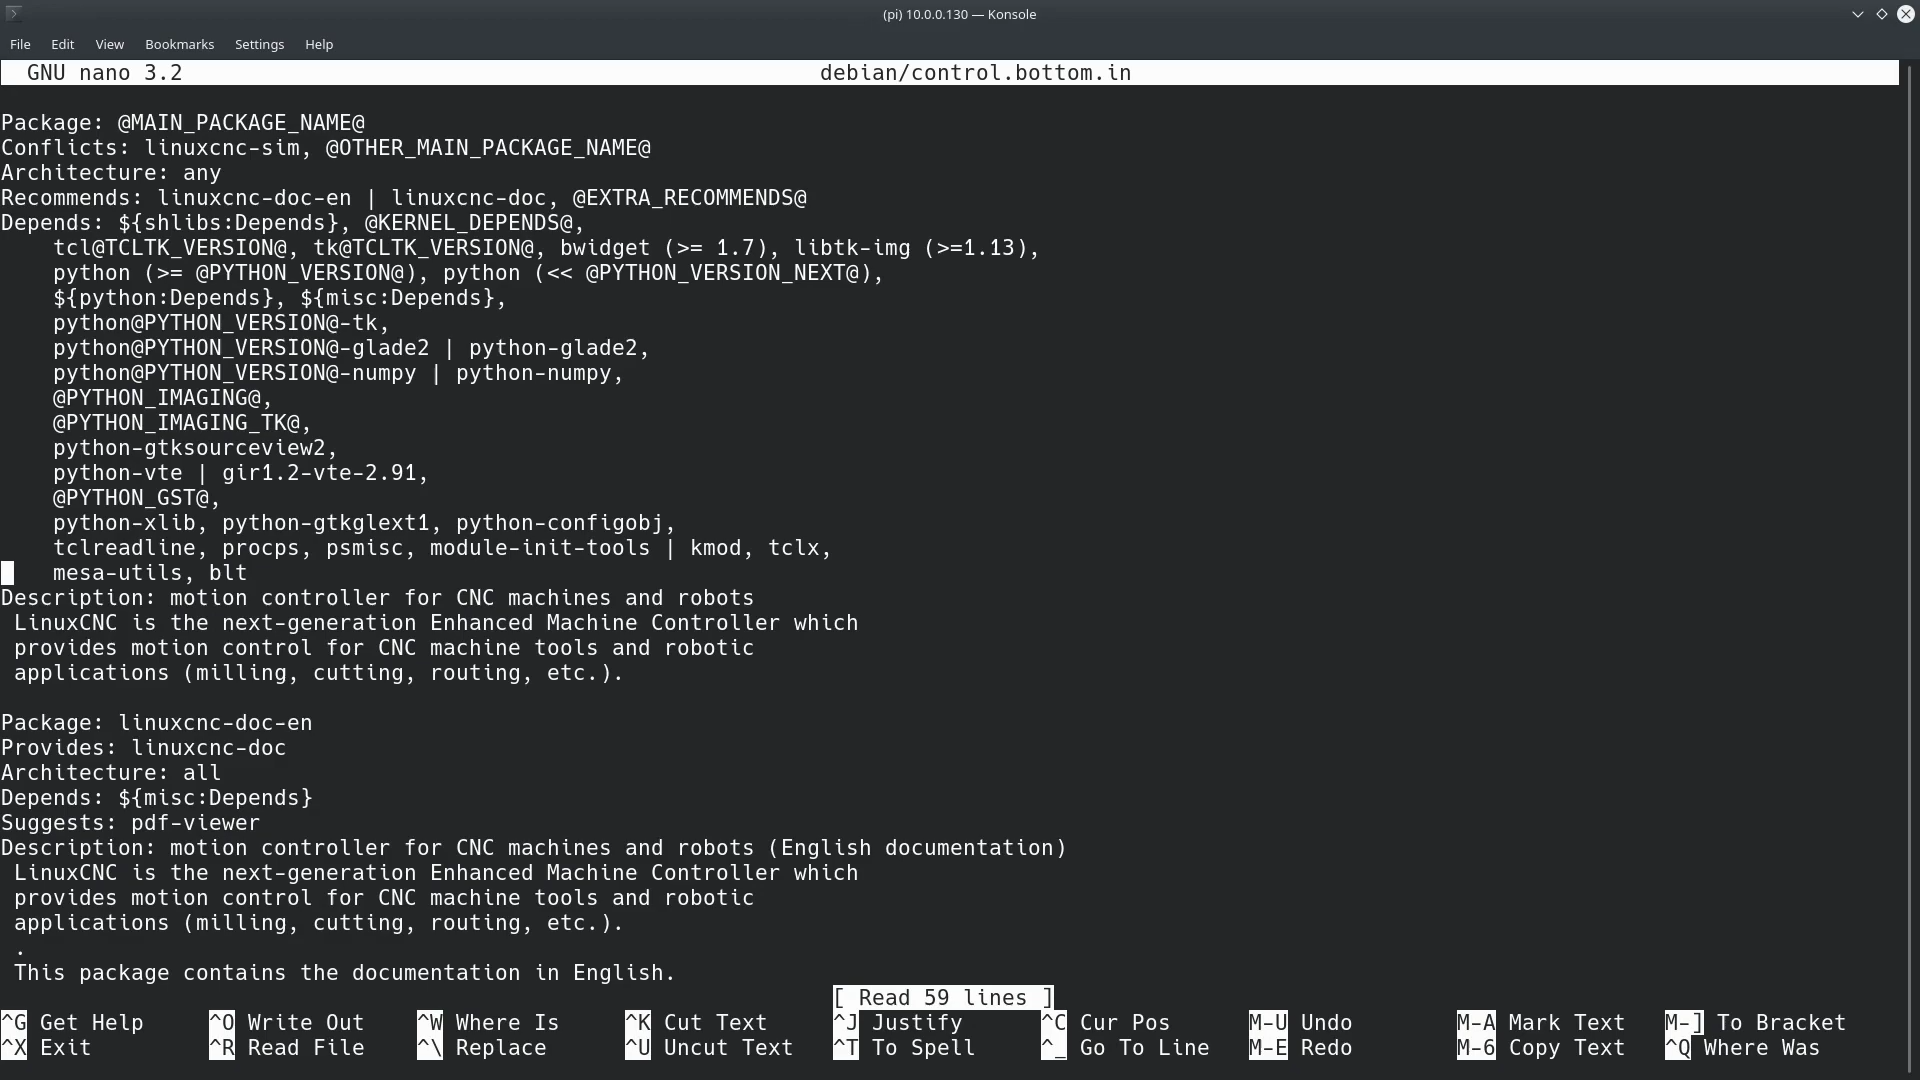 (pi) 10.0.0.130 — Konsole
File Edit View Bookmarks Settings Help
GNU nano 3.2 debian/control.bottom.in
Package: @MAIN_PACKAGE_NAME@
Conflicts: linuxcnc-sim, @OTHER_MAIN_PACKAGE_NAME@
Architecture: any
Recommends: linuxcnc-doc-en | linuxcnc-doc, @EXTRA_RECOMMENDS@
Depends: ${shlibs:Depends}, @KERNEL_DEPENDS@,
    tcl@TCLTK_VERSION@, tk@TCLTK_VERSION@, bwidget (>= 1.7), libtk-img (>=1.13),
    python (>= @PYTHON_VERSION@), python (<< @PYTHON_VERSION_NEXT@),
    ${python:Depends}, ${misc:Depends},
    python@PYTHON_VERSION@-tk,
    python@PYTHON_VERSION@-glade2 | python-glade2,
    python@PYTHON_VERSION@-numpy | python-numpy,
    @PYTHON_IMAGING@,
    @PYTHON_IMAGING_TK@,
    python-gtksourceview2,
    python-vte | gir1.2-vte-2.91,
    @PYTHON_GST@,
    python-xlib, python-gtkglext1, python-configobj,
    tclreadline, procps, psmisc, module-init-tools | kmod, tclx,
    mesa-utils, blt
Description: motion controller for CNC machines and robots
 LinuxCNC is the next-generation Enhanced Machine Controller which
 provides motion control for CNC machine tools and robotic
 applications (milling, cutting, routing, etc.).
Package: linuxcnc-doc-en
Provides: linuxcnc-doc
Architecture: all
Depends: ${misc:Depends}
Suggests: pdf-viewer
Description: motion controller for CNC machines and robots (English documentation)
 LinuxCNC is the next-generation Enhanced Machine Controller which
 provides motion control for CNC machine tools and robotic
 applications (milling, cutting, routing, etc.).
 .
 This package contains the documentation in English.
[ Read 59 lines ]
^G Get Help ^O Write Out ^W Where Is ^K Cut Text ^J Justify ^C Cur Pos M-U Undo M-A Mark Text M-] To Bracket
^X Exit ^R Read File ^\ Replace ^U Uncut Text ^T To Spell ^_ Go To Line M-E Redo M-6 Copy Text ^Q Where Was